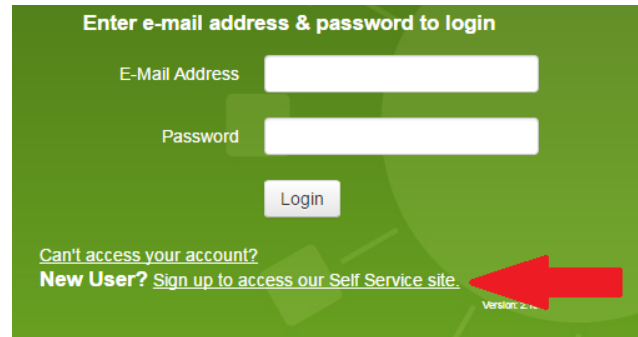 Enter e-mail address & password to login
E-Mail Address
Password
Login
Can't access your account?
New User? Sign up to access our Self Service site.
Version: